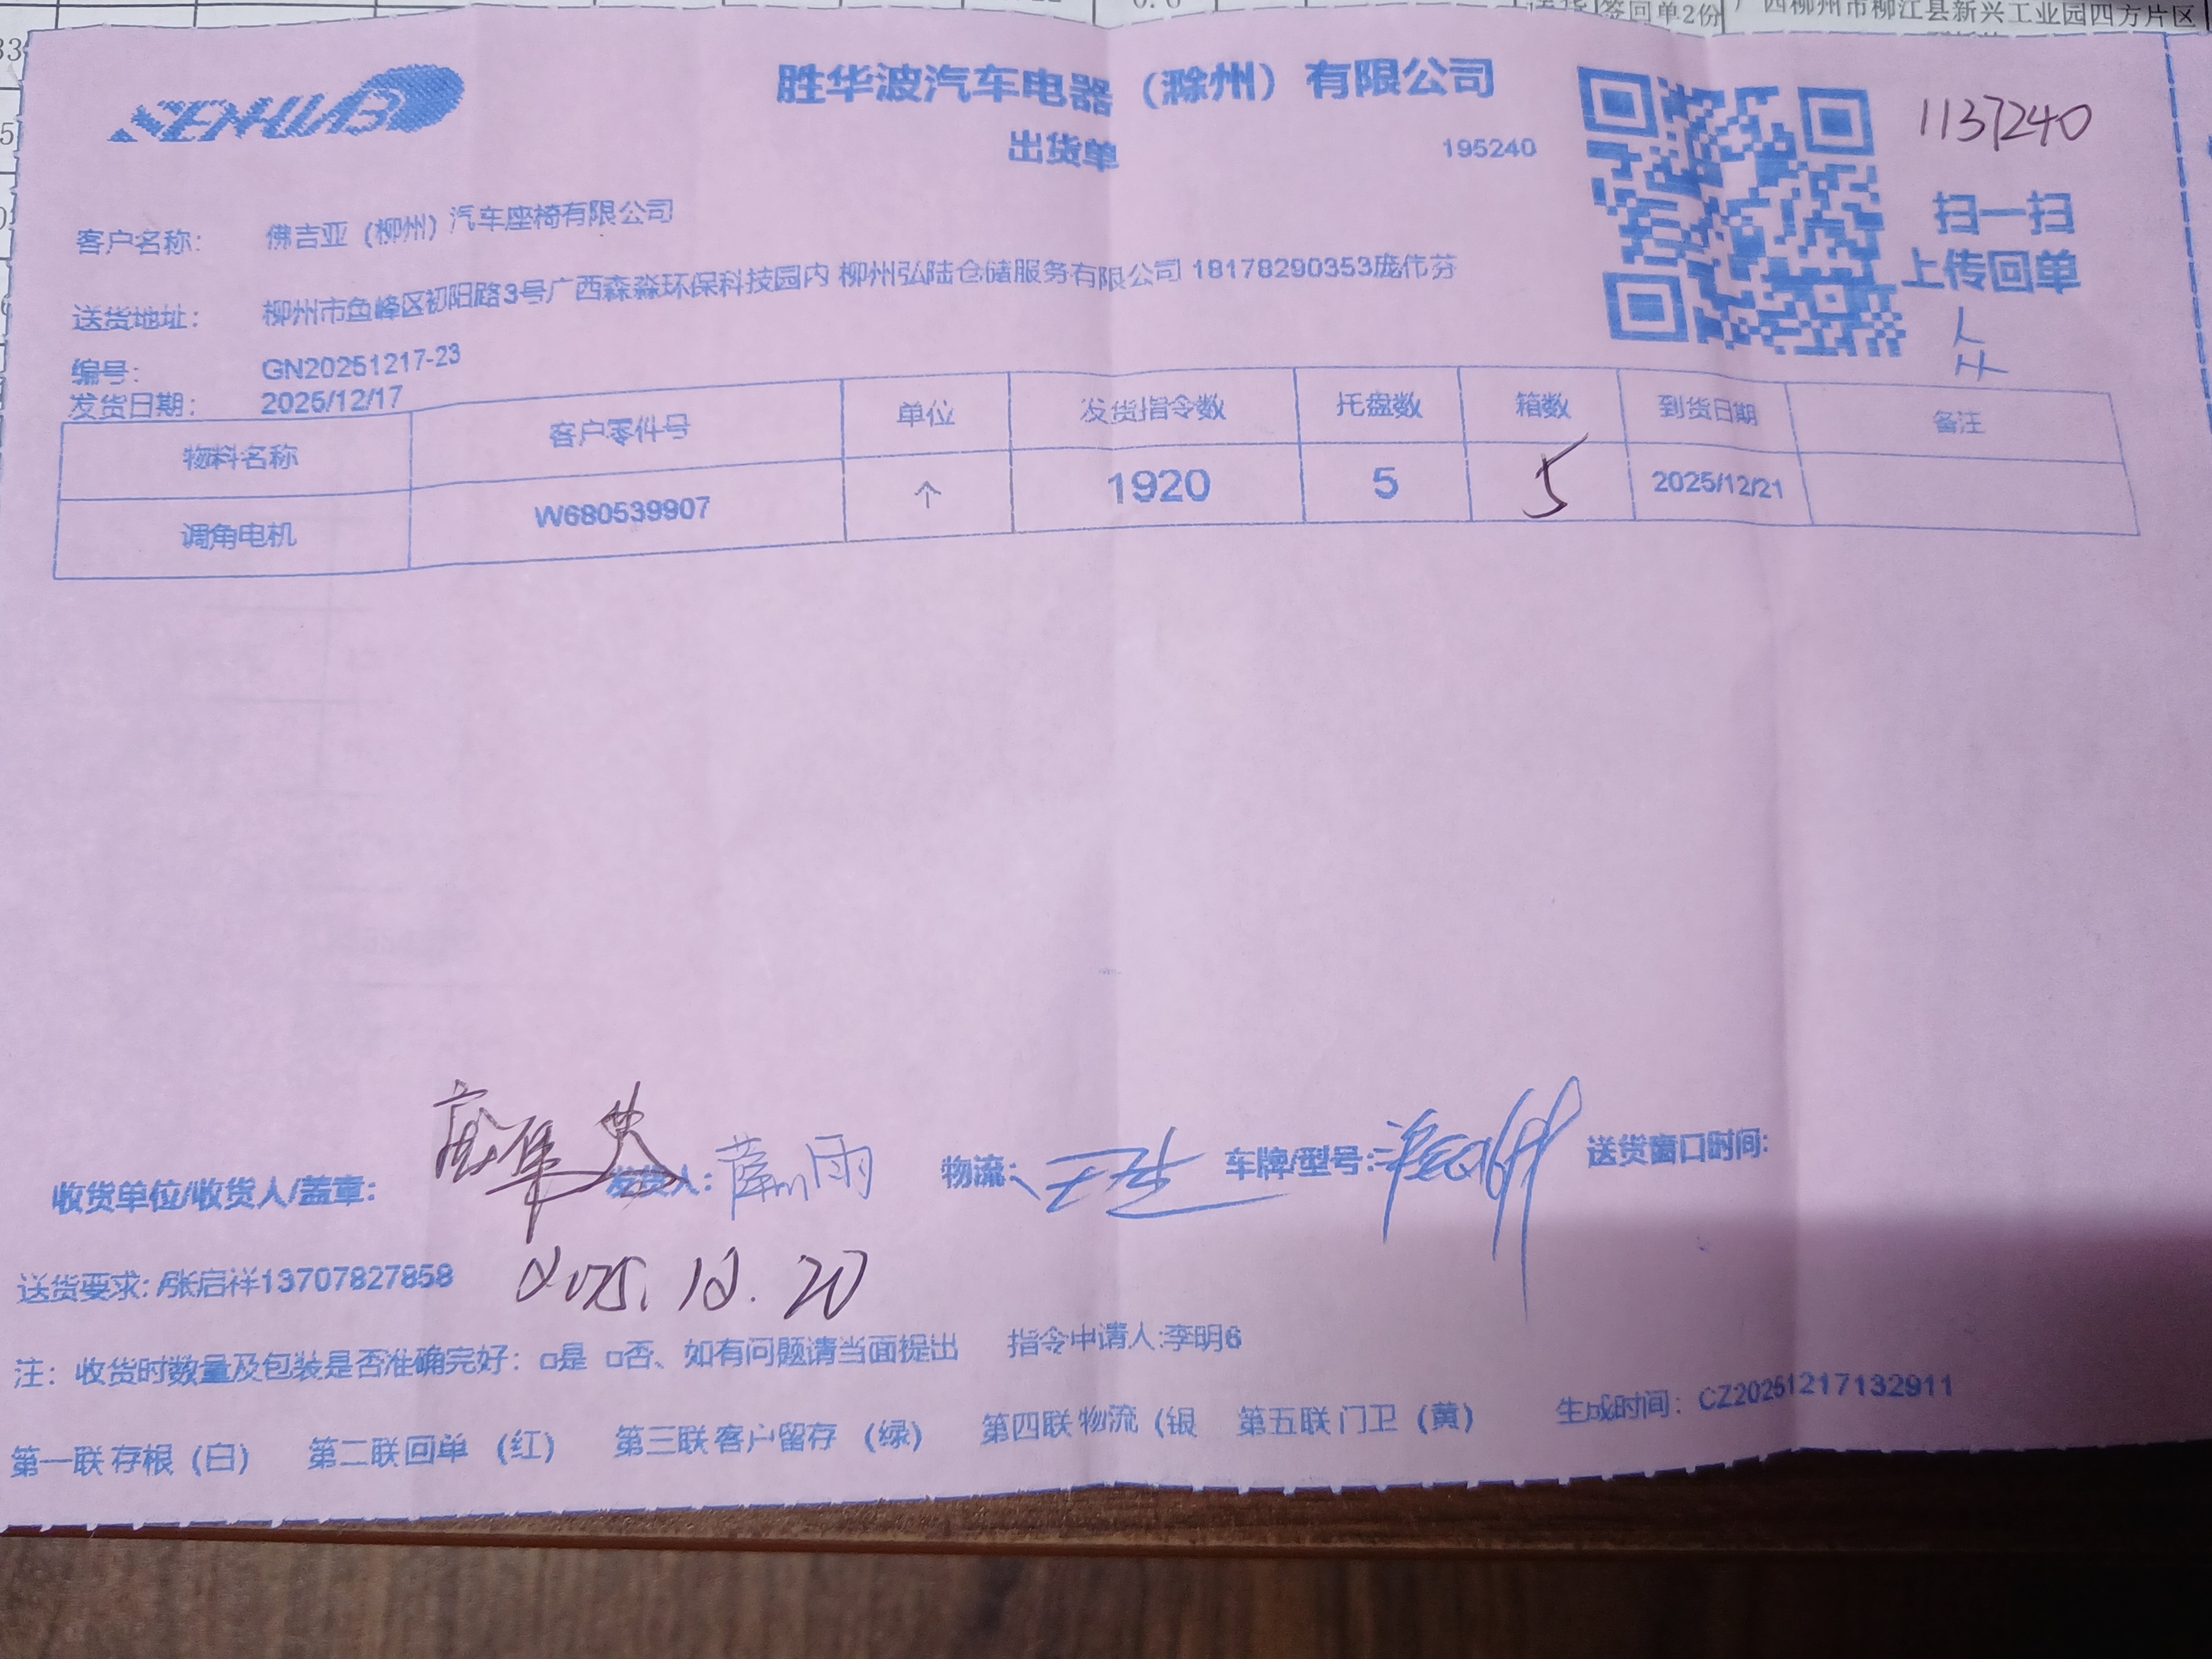 签回单2份 广西柳州市柳江县新兴工业园四方片区
SENHWB
胜华波汽车电器（滁州）有限公司
出货单 195240
1137240
扫一扫
上传回单
客户名称： 佛吉亚（柳州）汽车座椅有限公司
送货地址： 柳州市鱼峰区初阳路3号广西森淼环保科技园内 柳州弘陆仓储服务有限公司 18178290353庞作芬
编号： GN20251217-23
发货日期： 2025/12/17
物料名称 客户零件号 单位 发货指令数 托盘数 箱数 到货日期 备注
调角电机 W680539907 个 1920 5 5 2025/12/21
收货单位/收货人/盖章： 发货人： 物流： 车牌/型号： 送货窗口时间:
送货要求: 张启祥13707827858 2025.12.20
注：收货时数量及包装是否准确完好：□是 □否、如有问题请当面提出 指令申请人:李明6
第一联存根（白） 第二联回单（红） 第三联客户留存（绿） 第四联物流（银 第五联门卫（黄） 生成时间：CZ20251217132911